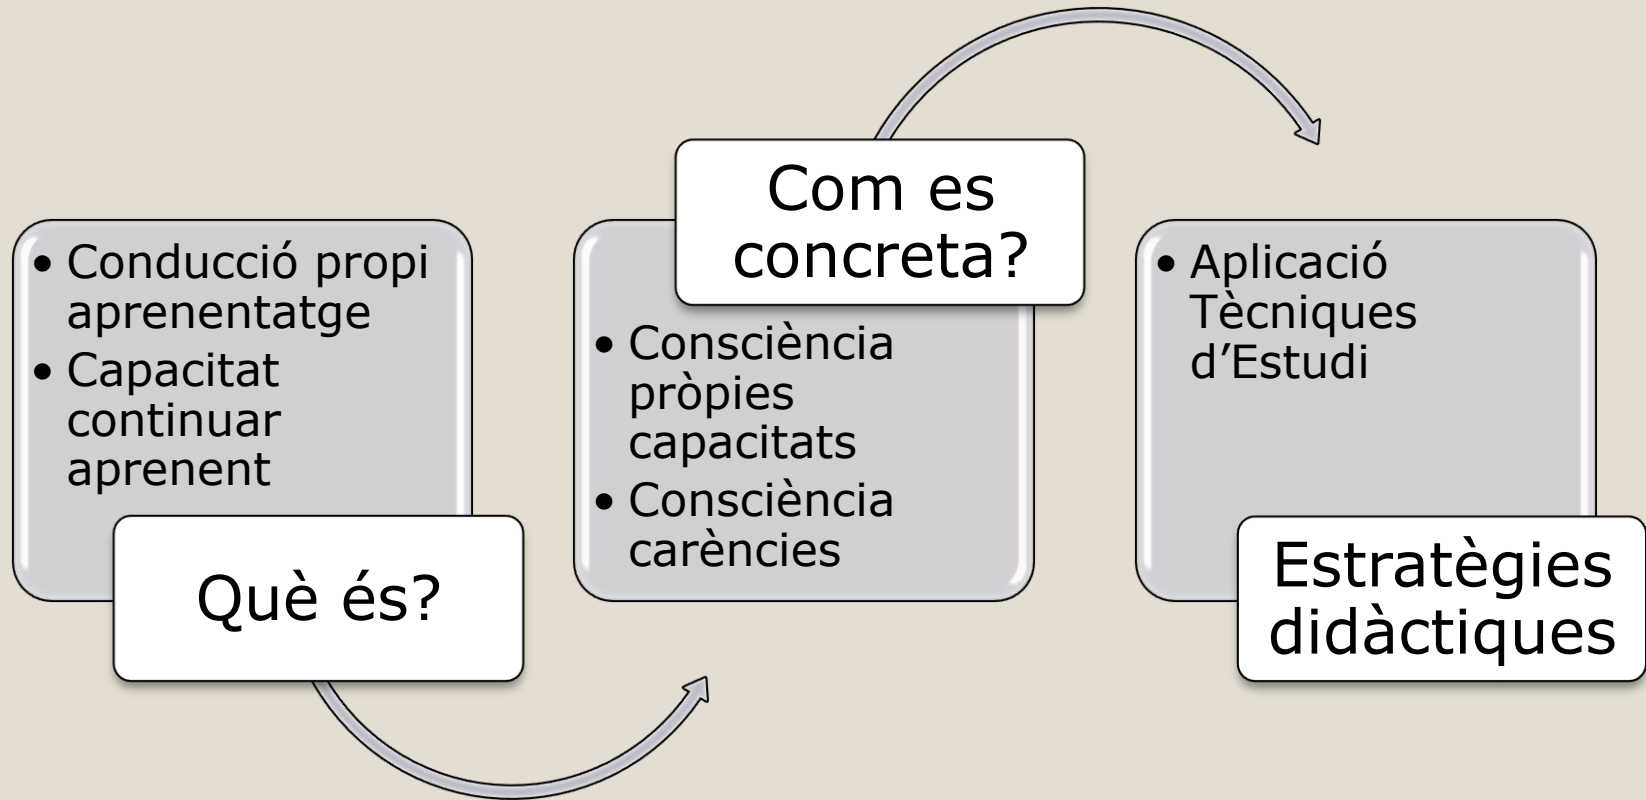 • Conducció propi
aprenentatge
• Capacitat
continuar
aprenent
Què és?
Com es
concreta?
• Consciència
pròpies
capacitats
• Consciència
carències
• Aplicació
Tècniques
d’Estudi
Estratègies
didàctiques